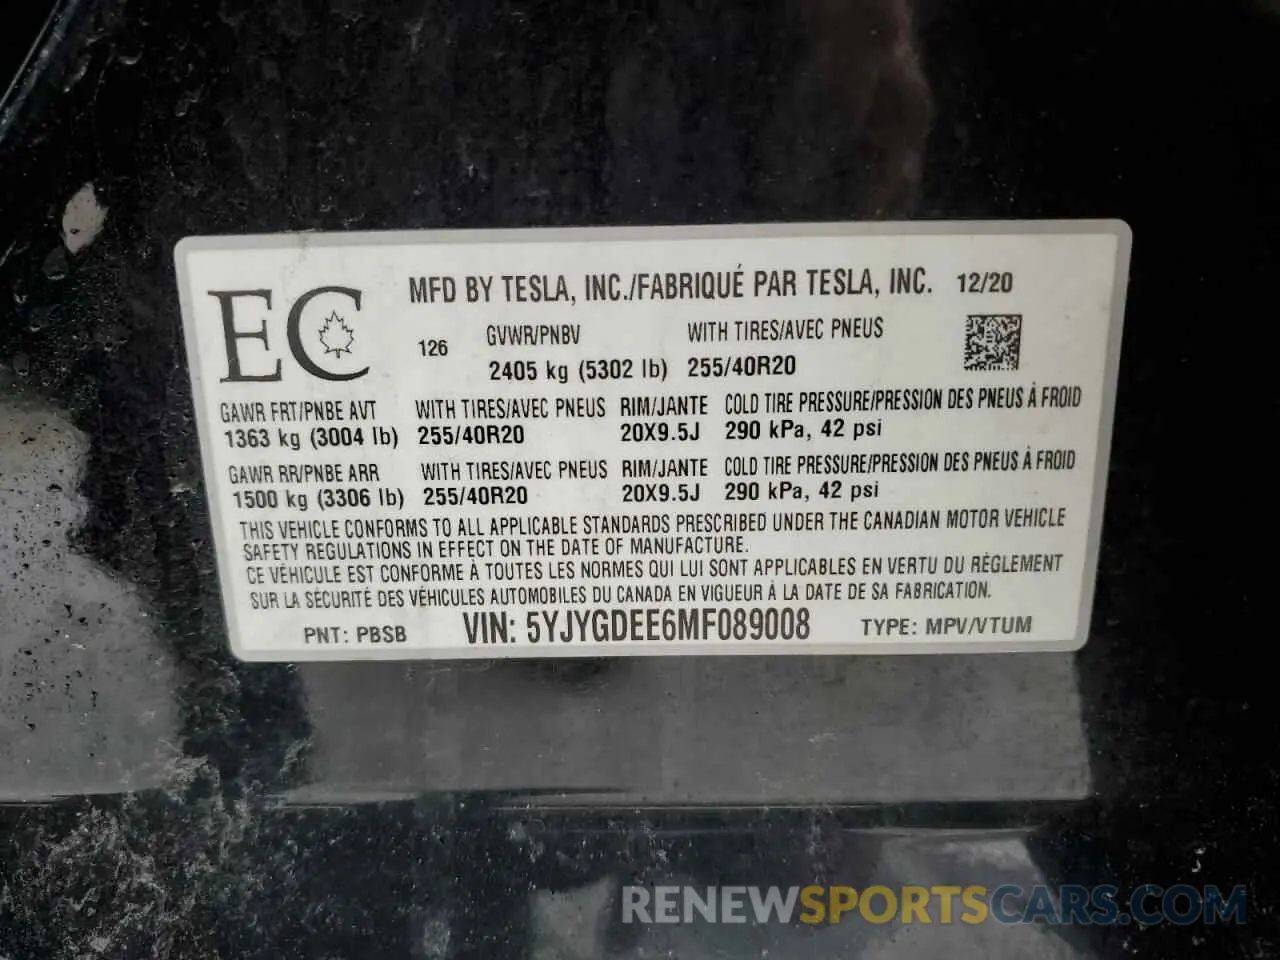 EC MFD BY TESLA, INC./FABRIQUÉ PAR TESLA, INC. 12/20
126 GVWR/PNBV WITH TIRES/AVEC PNEUS
2405 kg (5302 lb) 255/40R20
GAWR FRT/PNBE AVT WITH TIRES/AVEC PNEUS RIM/JANTE COLD TIRE PRESSURE/PRESSION DES PNEUS À FROID
1363 kg (3004 lb) 255/40R20 20X9.5J 290 kPa, 42 psi
GAWR RR/PNBE ARR WITH TIRES/AVEC PNEUS RIM/JANTE COLD TIRE PRESSURE/PRESSION DES PNEUS À FROID
1500 kg (3306 lb) 255/40R20 20X9.5J 290 kPa, 42 psi
THIS VEHICLE CONFORMS TO ALL APPLICABLE STANDARDS PRESCRIBED UNDER THE CANADIAN MOTOR VEHICLE
SAFETY REGULATIONS IN EFFECT ON THE DATE OF MANUFACTURE.
CE VÉHICULE EST CONFORME À TOUTES LES NORMES QUI LUI SONT APPLICABLES EN VERTU DU RÈGLEMENT
SUR LA SÉCURITÉ DES VÉHICULES AUTOMOBILES DU CANADA EN VIGUEUR À LA DATE DE SA FABRICATION.
PNT: PBSB VIN: 5YJYGDEE6MF089008 TYPE: MPV/VTUM
RENEWSPORTSCARS.COM